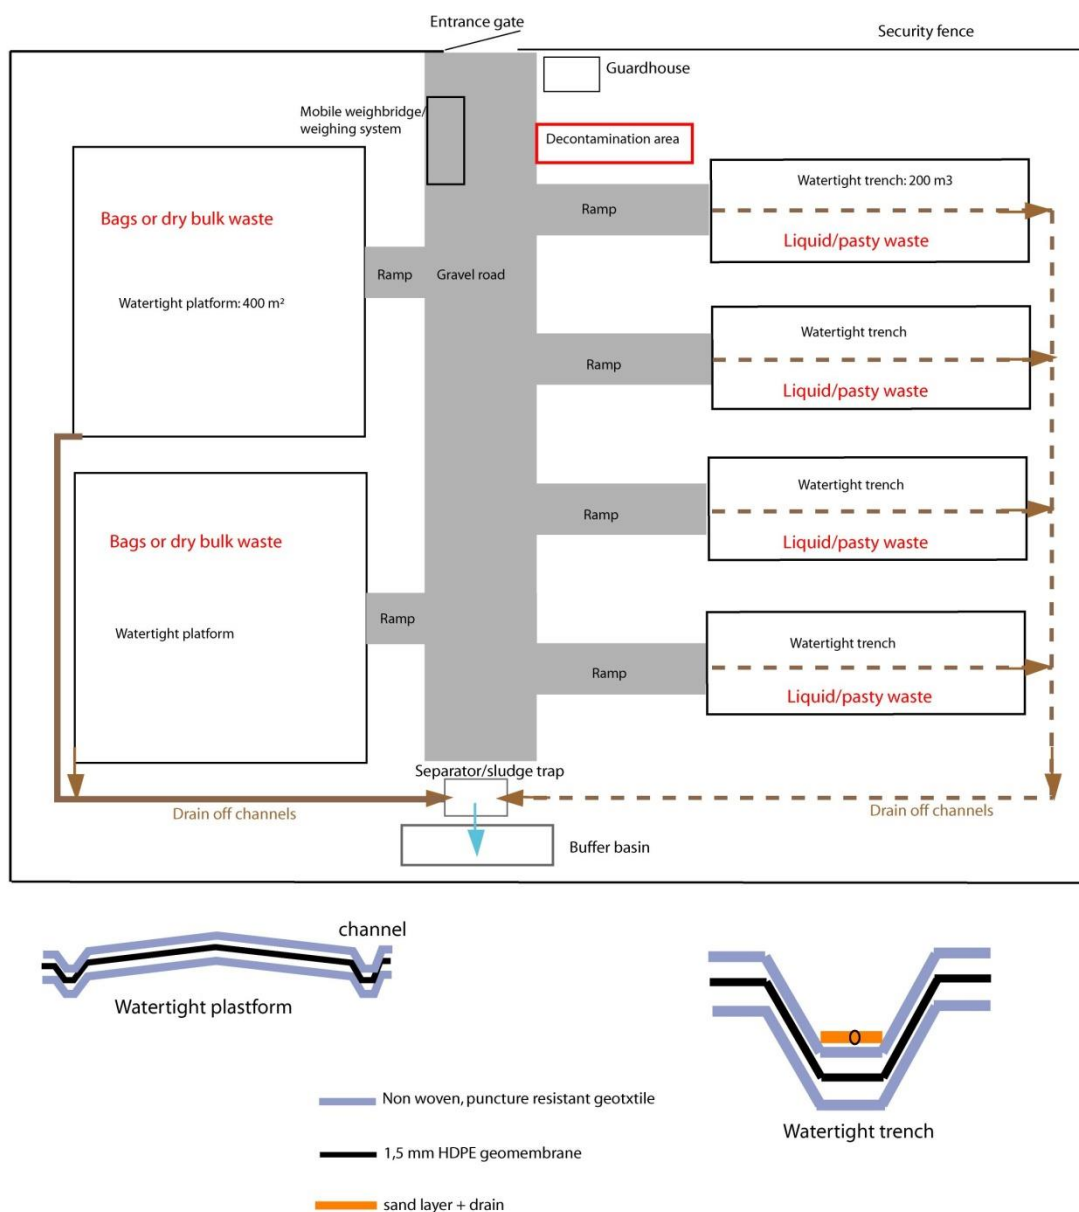 Entrance gate
Security fence
Guardhouse
Mobile weighbridge/
weighing system
Decontamination area
Watertight trench: 200 m3
Ramp
Bags or dry bulk waste
Liquid/pasty waste
Ramp
Gravel road
Watertight platform: 400 m²
Watertight trench
Ramp
Liquid/pasty waste
Watertight trench
Ramp
Bags or dry bulk waste
Liquid/pasty waste
Ramp
Watertight platform
Watertight trench
Ramp
Liquid/pasty waste
Separator/sludge trap
Drain off channels
Drain off channels
Buffer basin
channel
Watertight plastform
Non woven, puncture resistant geotxtile
Watertight trench
1,5 mm HDPE geomembrane
sand layer + drain